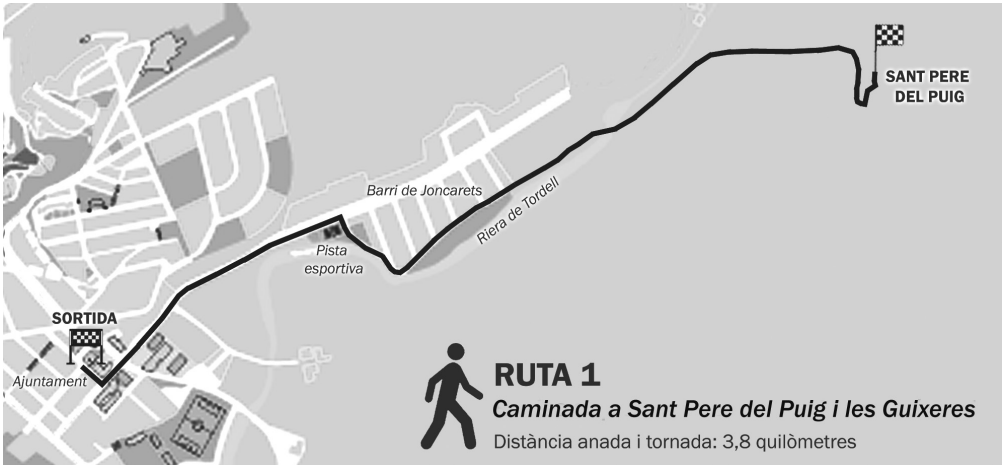 SANT PERE
DEL PUIG
Barri de Joncarets
Riera de Tordell
Pista
esportiva
SORTIDA
Ajuntament
RUTA 1
Caminada a Sant Pere del Puig i les Guixeres
Distància anada i tornada: 3,8 quilòmetres